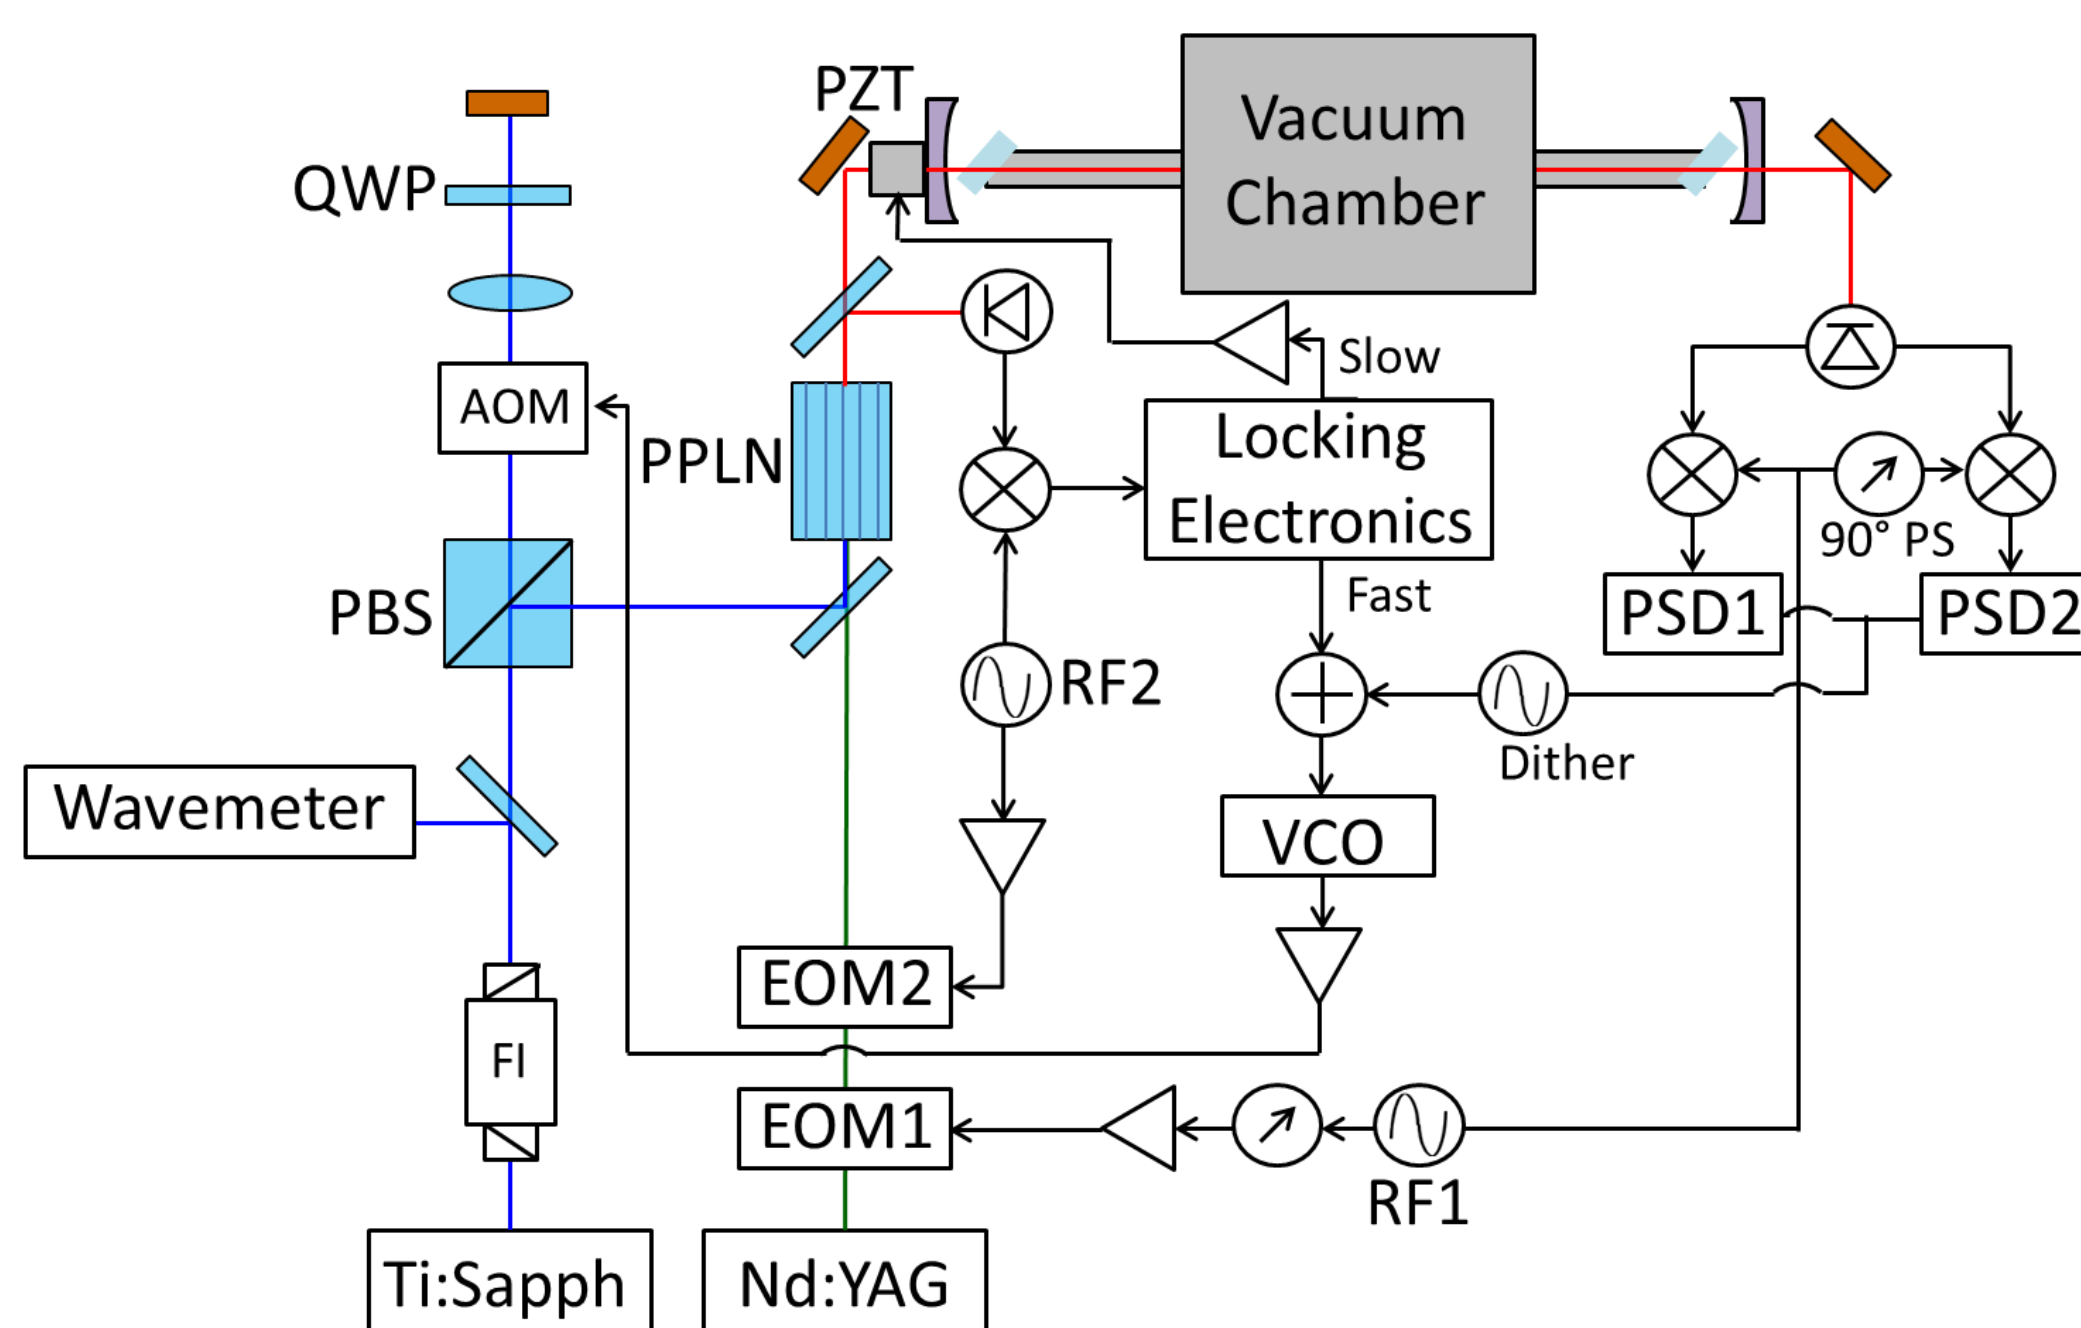 PZT
Vacuum
Chamber
QWP
Slow
AOM
PPLN
Locking
Electronics
90° PS
Fast
PBS
PSD1
PSD2
RF2
Dither
Wavemeter
VCO
EOM2
FI
EOM1
RF1
Ti:Sapph
Nd:YAG